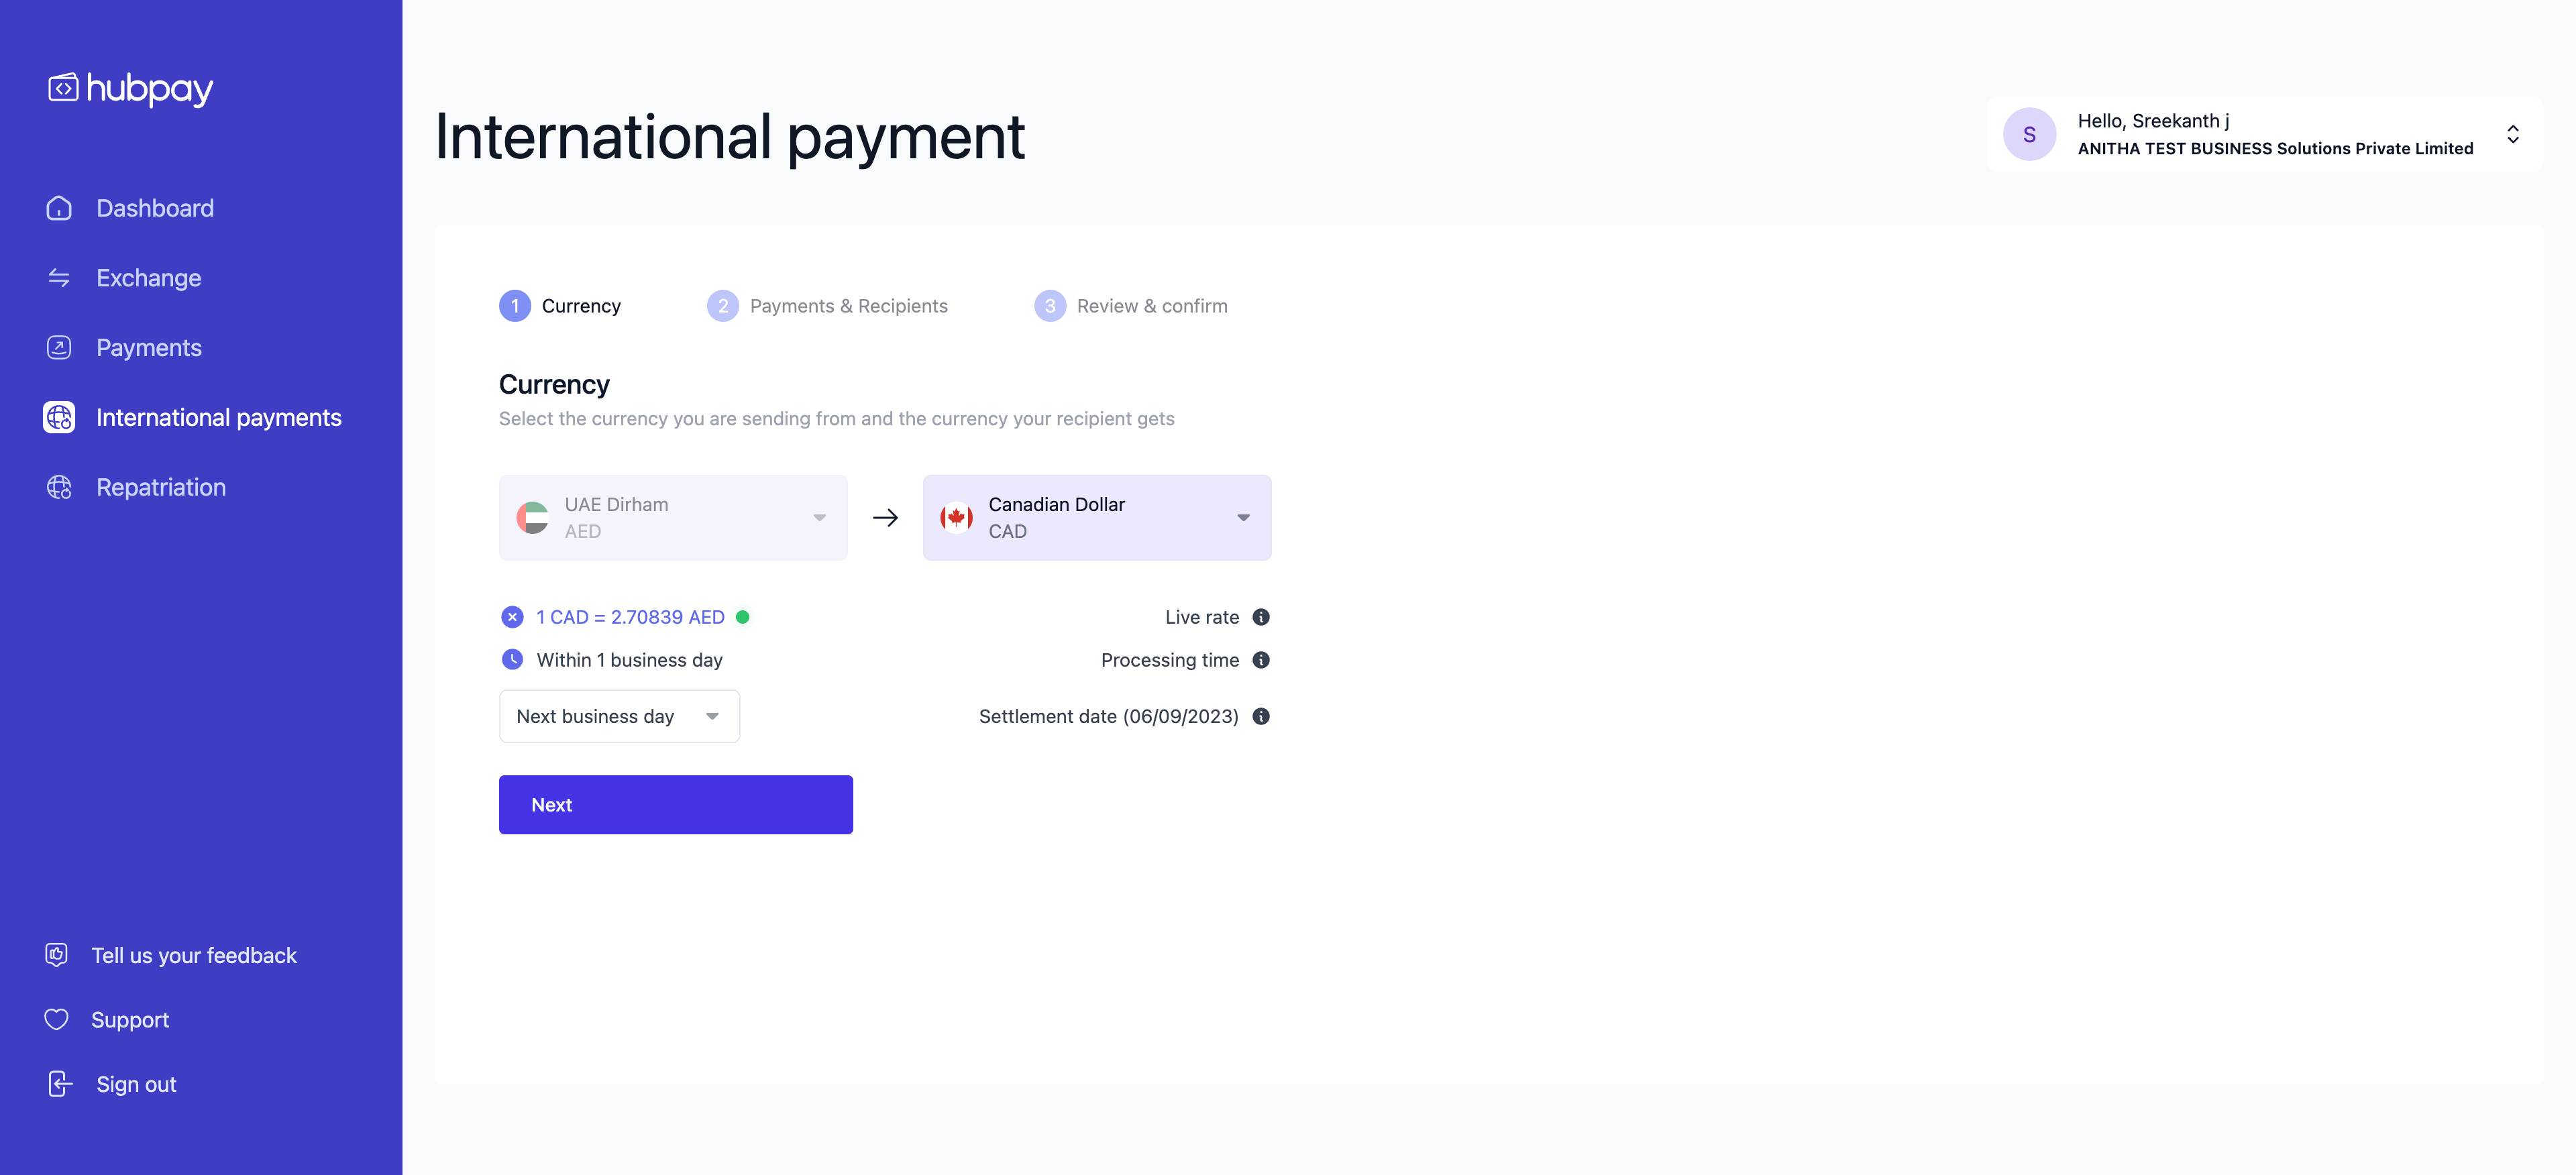 hubpay
Dashboard
Exchange
Payments
International payments
Repatriation
Tell us your feedback
Support
Sign out
International payment
S
Hello, Sreekanth j
ANITHA TEST BUSINESS Solutions Private Limited
1 Currency
2 Payments & Recipients
3 Review & confirm
Currency
Select the currency you are sending from and the currency your recipient gets
UAE Dirham
AED
Canadian Dollar
CAD
1 CAD = 2.70839 AED
Live rate
Within 1 business day
Processing time
Next business day
Settlement date (06/09/2023)
Next